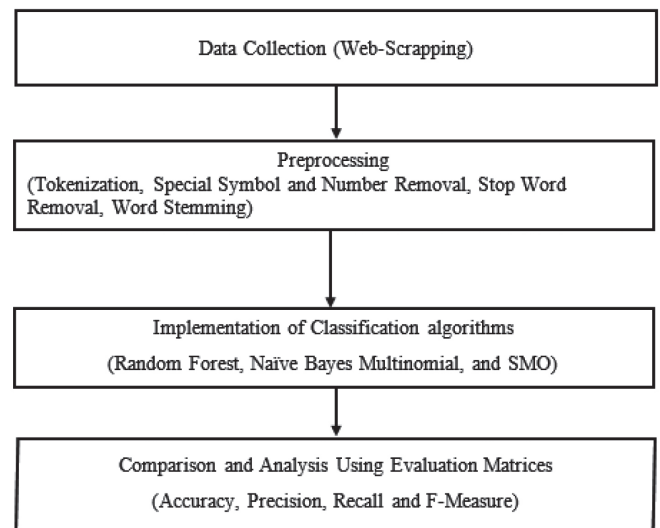 Data Collection (Web-Scrapping)
Preprocessing
(Tokenization, Special Symbol and Number Removal, Stop Word
Removal, Word Stemming)
Implementation of Classification algorithms
(Random Forest, Naïve Bayes Multinomial, and SMO)
Comparison and Analysis Using Evaluation Matrices
(Accuracy, Precision, Recall and F-Measure)